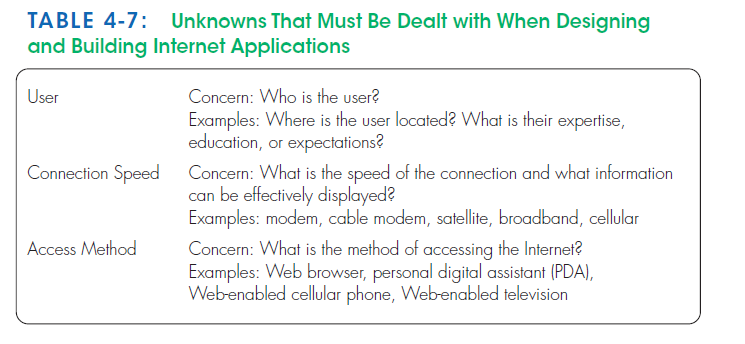 TABLE 4-7: Unknowns That Must Be Dealt with When Designing
and Building Internet Applications
User
Concern: Who is the user?
Examples: Where is the user located? What is their expertise,
education, or expectations?
Connection Speed
Concern: What is the speed of the connection and what information
can be effectively displayed?
Examples: modem, cable modem, satellite, broadband, cellular
Access Method
Concern: What is the method of accessing the Internet?
Examples: Web browser, personal digital assistant (PDA),
Web-enabled cellular phone, Web-enabled television